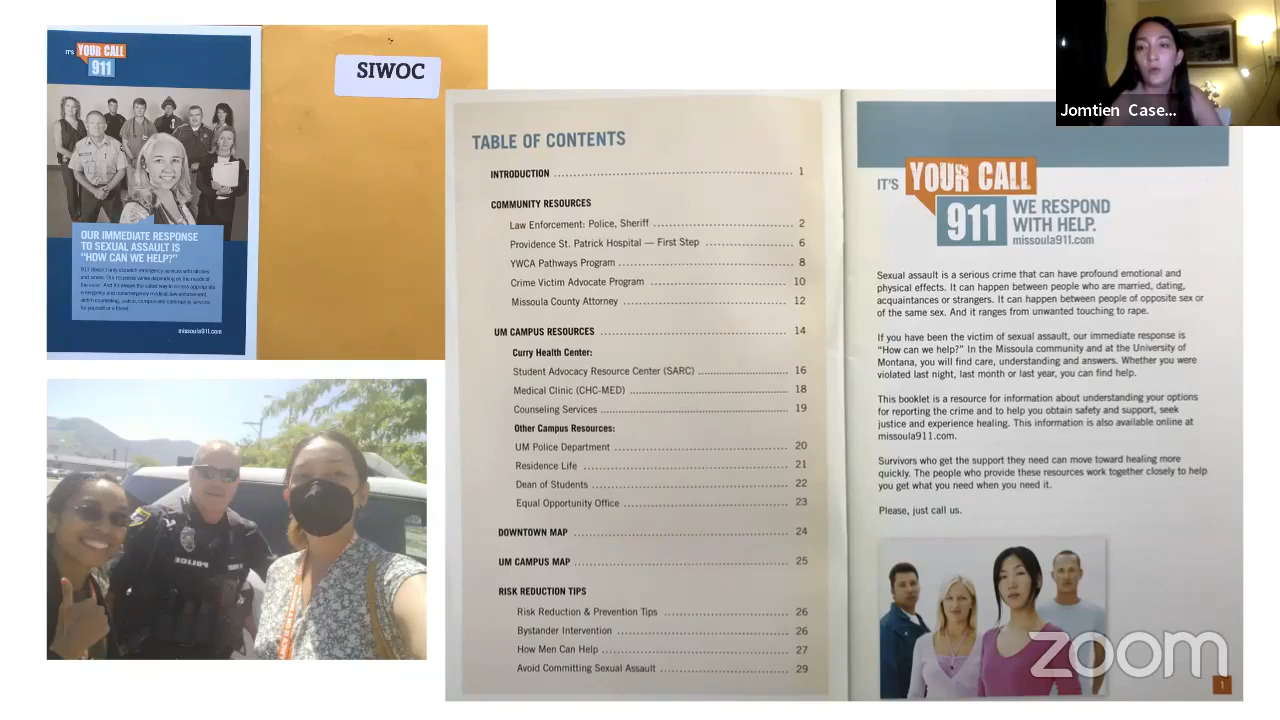 IT'S YOUR CALL
911
SIWOC
OUR IMMEDIATE RESPONSE
TO SEXUAL ASSAULT IS
"HOW CAN WE HELP?"
missoula911.com
POLICE
TABLE OF CONTENTS
INTRODUCTION 1
COMMUNITY RESOURCES
Law Enforcement: Police, Sheriff 2
Providence St. Patrick Hospital — First Step 6
YWCA Pathways Program 8
Crime Victim Advocate Program 10
Missoula County Attorney 12
UM CAMPUS RESOURCES 14
Curry Health Center:
Student Advocacy Resource Center (SARC) 16
Medical Clinic (CHC-MED) 18
Counseling Services 19
Other Campus Resources:
UM Police Department 20
Residence Life 21
Dean of Students 22
Equal Opportunity Office 23
DOWNTOWN MAP 24
UM CAMPUS MAP 25
RISK REDUCTION TIPS
Risk Reduction & Prevention Tips 26
Bystander Intervention 26
How Men Can Help 27
Avoid Committing Sexual Assault 29
IT'S YOUR CALL
911 WE RESPOND
WITH HELP.
missoula911.com
Sexual assault is a serious crime that can have profound emotional and
physical effects. It can happen between people who are married, dating,
acquaintances or strangers. It can happen between people of opposite sex or
of the same sex. And it ranges from unwanted touching to rape.
If you have been the victim of sexual assault, our immediate response is
"How can we help?" In the Missoula community and at the University of
Montana, you will find care, understanding and answers. Whether you were
violated last night, last month or last year, you can find help.
This booklet is a resource for information about understanding your options
for reporting the crime and to help you obtain safety and support, seek
justice and experience healing. This information is also available online at
missoula911.com.
Survivors who get the support they need can move toward healing more
quickly. The people who provide these resources work together closely to help
you get what you need when you need it.
Please, just call us.
1
Jomtien Case...
zoom